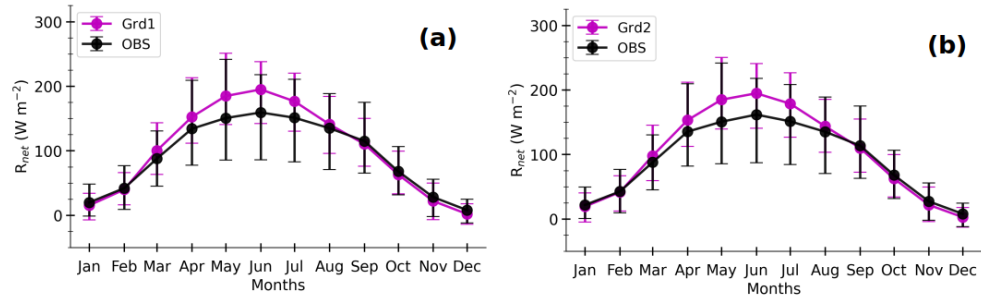 300
200
100
0
R_net (W m⁻²)
Grd1
OBS
(a)
Jan Feb Mar Apr May Jun Jul Aug Sep Oct Nov Dec
Months
300
200
100
0
R_net (W m⁻²)
Grd2
OBS
(b)
Jan Feb Mar Apr May Jun Jul Aug Sep Oct Nov Dec
Months